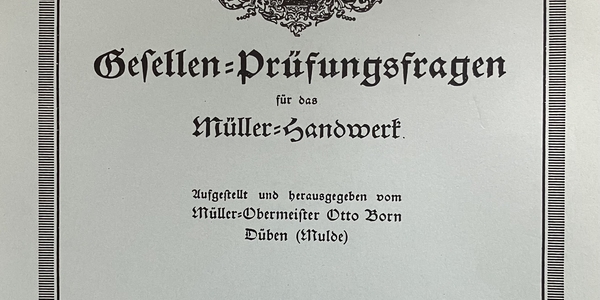 Gesellen-Prüfungsfragen
für das
Müller-Handwerk.
Aufgestellt und herausgegeben vom
Müller-Obermeister Otto Born
Düben (Mulde)